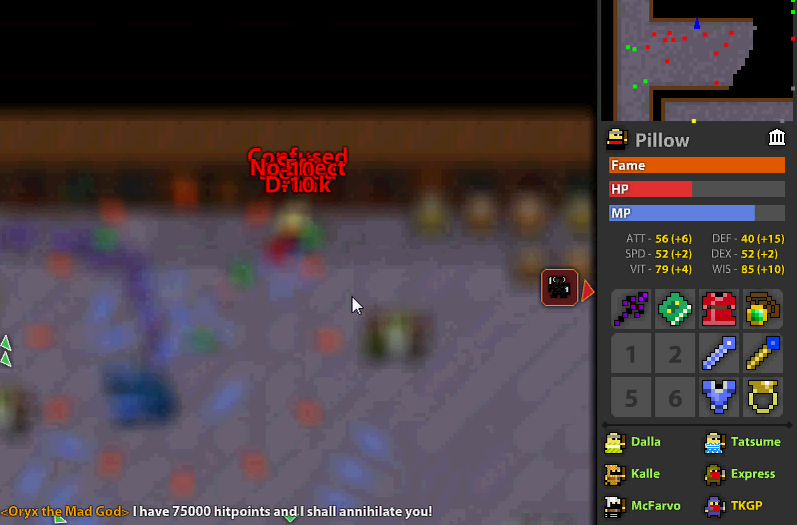 Confused
Pillow
Fame
HP
MP
ATT - 56 (+6) DEF - 40 (+15)
SPD - 52 (+2) DEX - 52 (+2)
VIT - 79 (+4) WIS - 85 (+10)
1 2
5 6
Dalla Tatsume
Kalle Express
McFarvo TKGP
<Oryx the Mad God> I have 75000 hitpoints and I shall annihilate you!